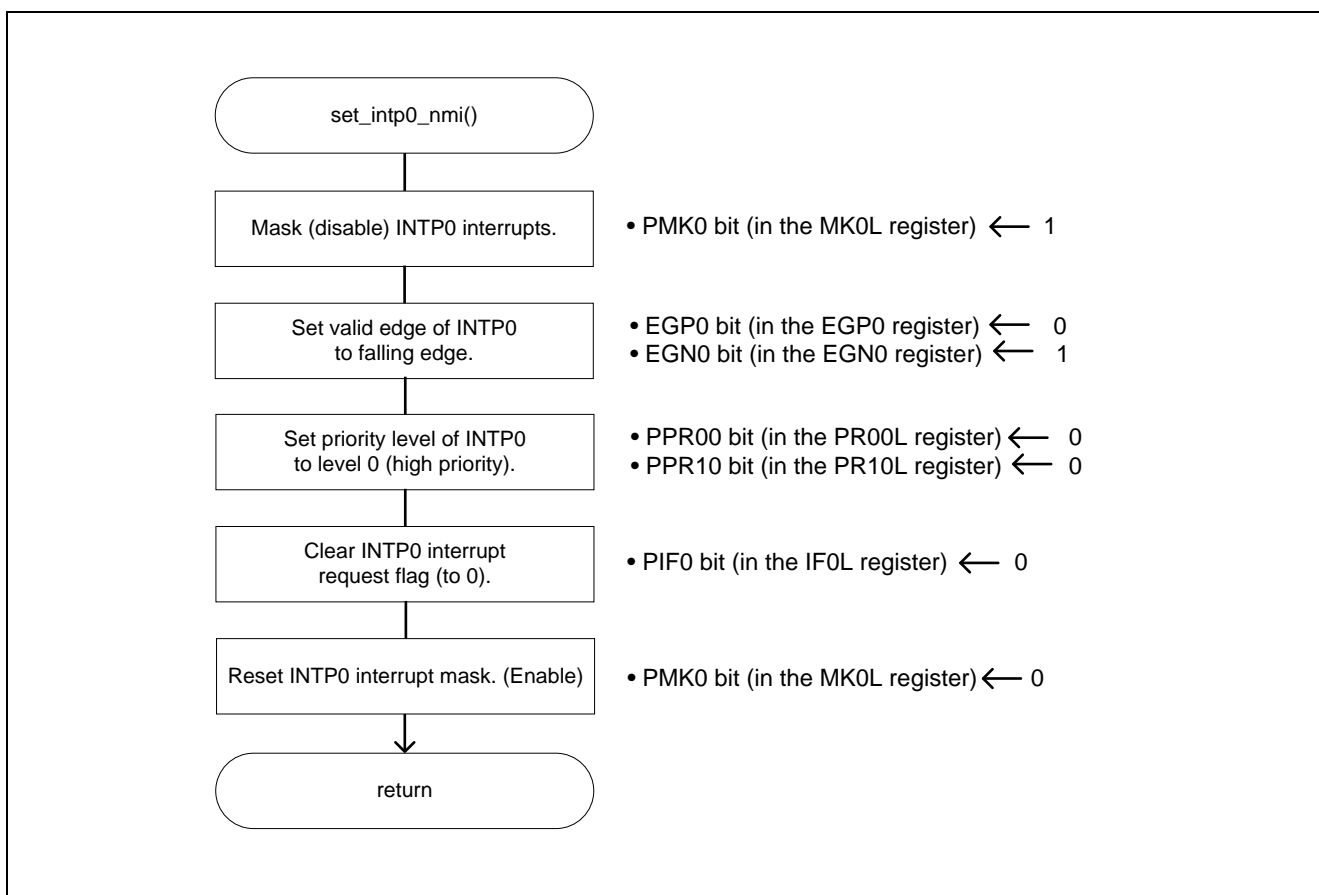 set_intp0_nmi()
Mask (disable) INTP0 interrupts.
• PMK0 bit (in the MK0L register) ← 1
Set valid edge of INTP0
to falling edge.
• EGP0 bit (in the EGP0 register) ← 0
• EGN0 bit (in the EGN0 register) ← 1
Set priority level of INTP0
to level 0 (high priority).
• PPR00 bit (in the PR00L register) ← 0
• PPR10 bit (in the PR10L register) ← 0
Clear INTP0 interrupt
request flag (to 0).
• PIF0 bit (in the IF0L register) ← 0
Reset INTP0 interrupt mask. (Enable)
• PMK0 bit (in the MK0L register) ← 0
return